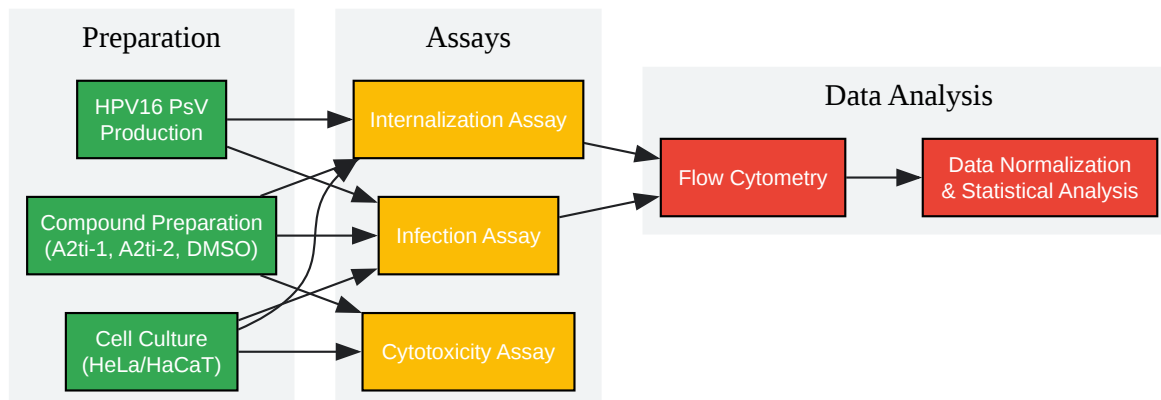 Preparation
HPV16 PsV
Production
Compound Preparation
(A2ti-1, A2ti-2, DMSO)
Cell Culture
(HeLa/HaCaT)
Assays
Internalization Assay
Infection Assay
Cytotoxicity Assay
Data Analysis
Flow Cytometry
Data Normalization
& Statistical Analysis